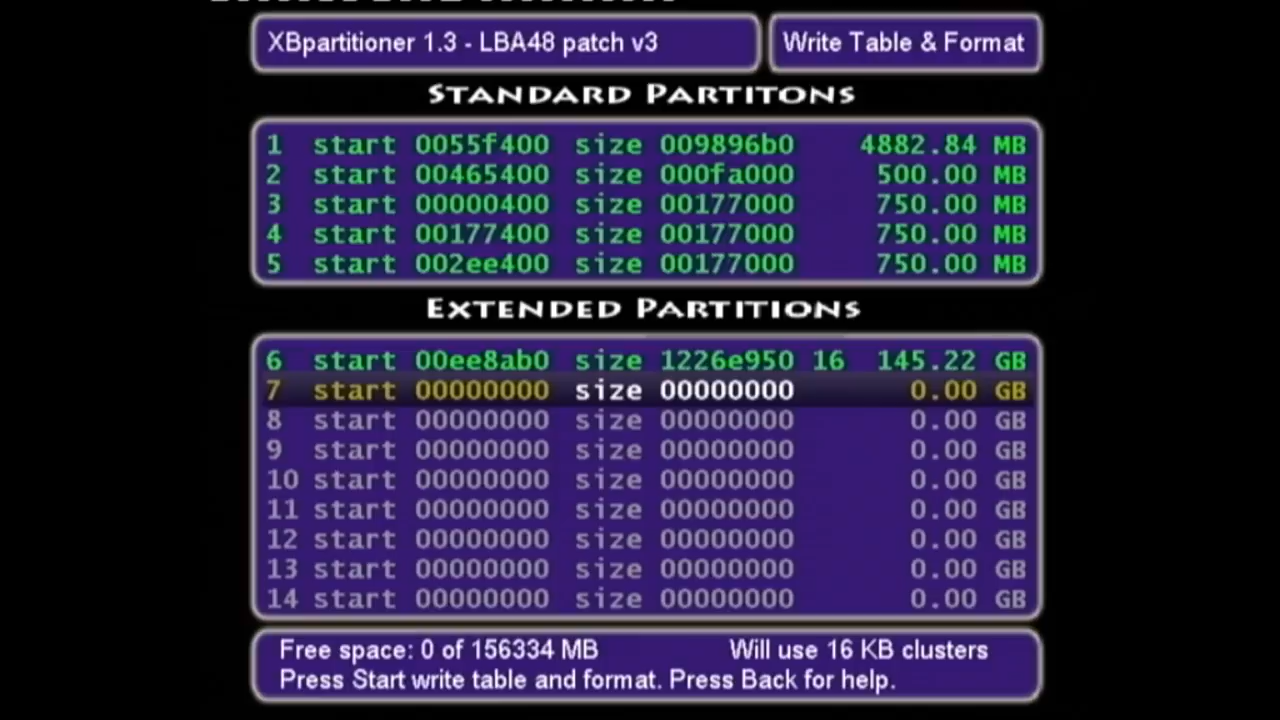 XBpartitioner 1.3 - LBA48 patch v3
Write Table & Format
STANDARD PARTITONS
1 start 0055f400 size 009896b0 4882.84 MB
2 start 00465400 size 000fa000 500.00 MB
3 start 00000400 size 00177000 750.00 MB
4 start 00177400 size 00177000 750.00 MB
5 start 002ee400 size 00177000 750.00 MB
EXTENDED PARTITIONS
6 start 00ee8ab0 size 1226e950 16 145.22 GB
7 start 00000000 size 00000000 0.00 GB
8 start 00000000 size 00000000 0.00 GB
9 start 00000000 size 00000000 0.00 GB
10 start 00000000 size 00000000 0.00 GB
11 start 00000000 size 00000000 0.00 GB
12 start 00000000 size 00000000 0.00 GB
13 start 00000000 size 00000000 0.00 GB
14 start 00000000 size 00000000 0.00 GB
Free space: 0 of 156334 MB
Will use 16 KB clusters
Press Start write table and format. Press Back for help.